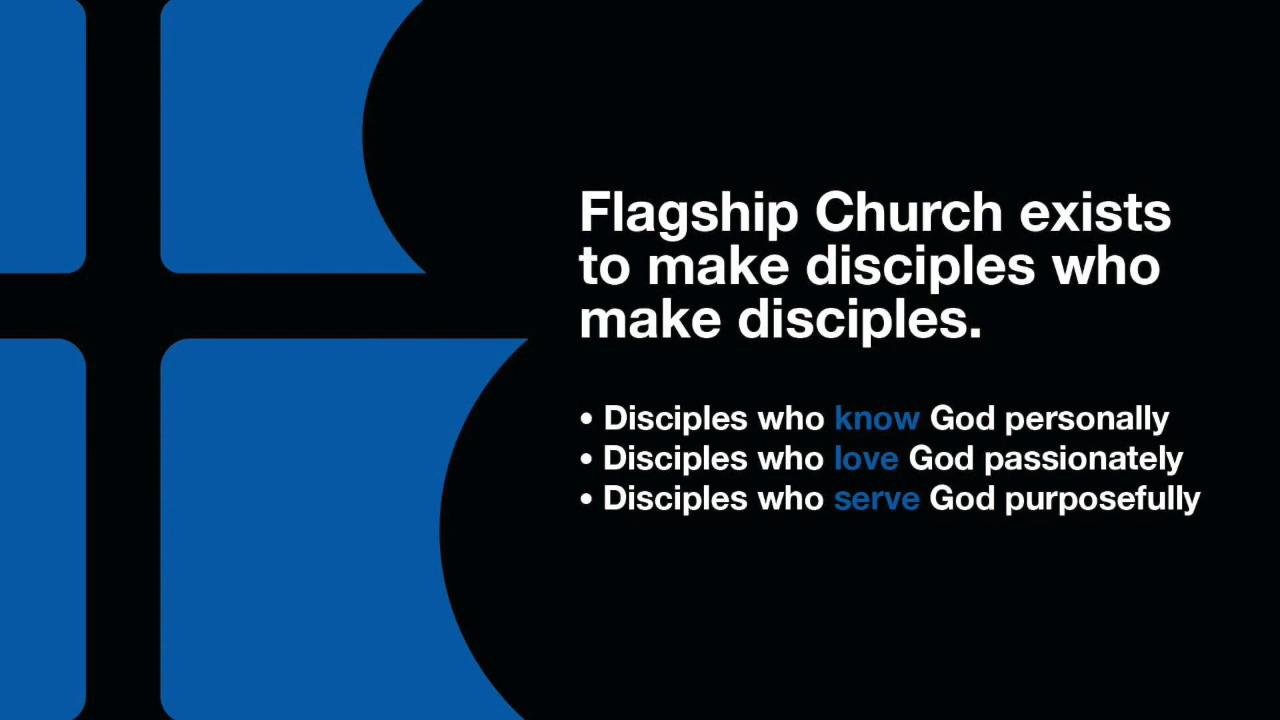 Flagship Church exists
to make disciples who
make disciples.
• Disciples who know God personally
• Disciples who love God passionately
• Disciples who serve God purposefully